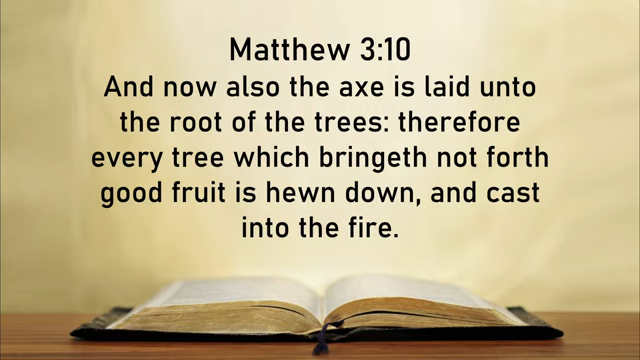 Matthew 3:10
And now also the axe is laid unto
the root of the trees: therefore
every tree which bringeth not forth
good fruit is hewn down, and cast
into the fire.